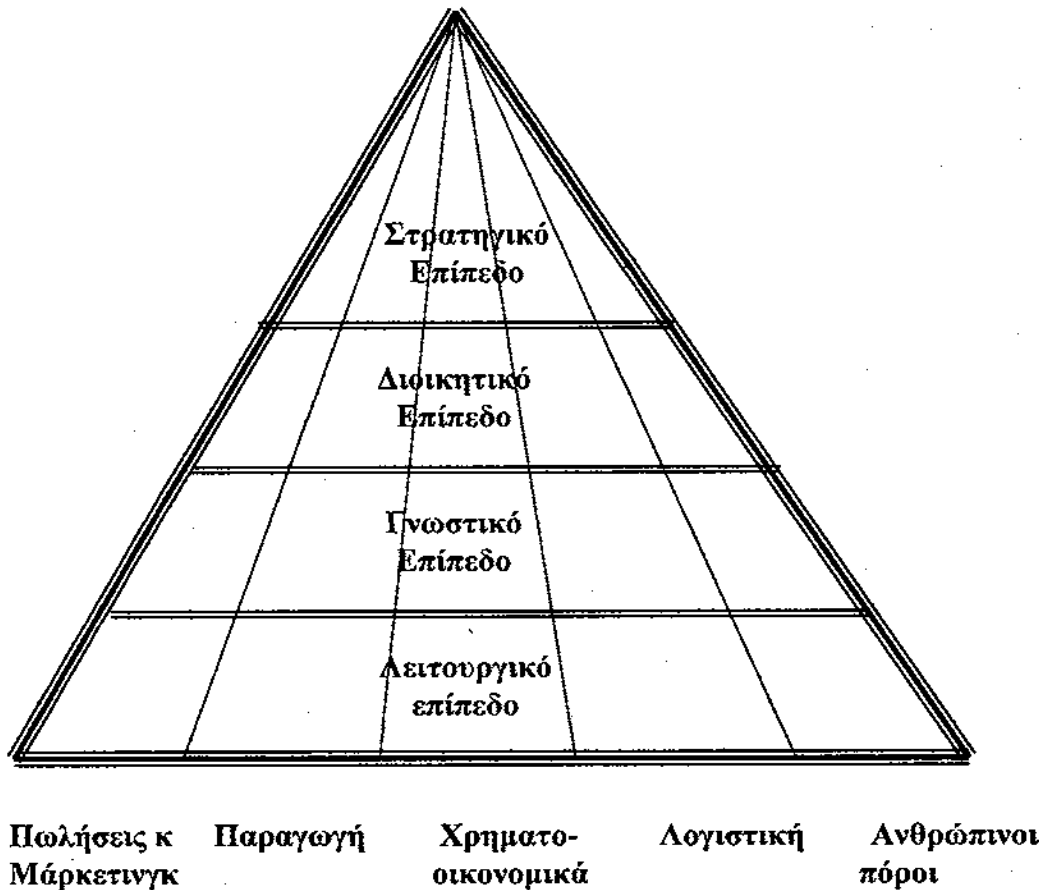 Στρατηγικό
Επίπεδο
Διοικητικό
Επίπεδο
Γνωστικό
Επίπεδο
Λειτουργικό
επίπεδο
Πωλήσεις κ Παραγωγή Χρηματο- Λογιστική Ανθρώπινοι
Μάρκετινγκ οικονομικά πόροι